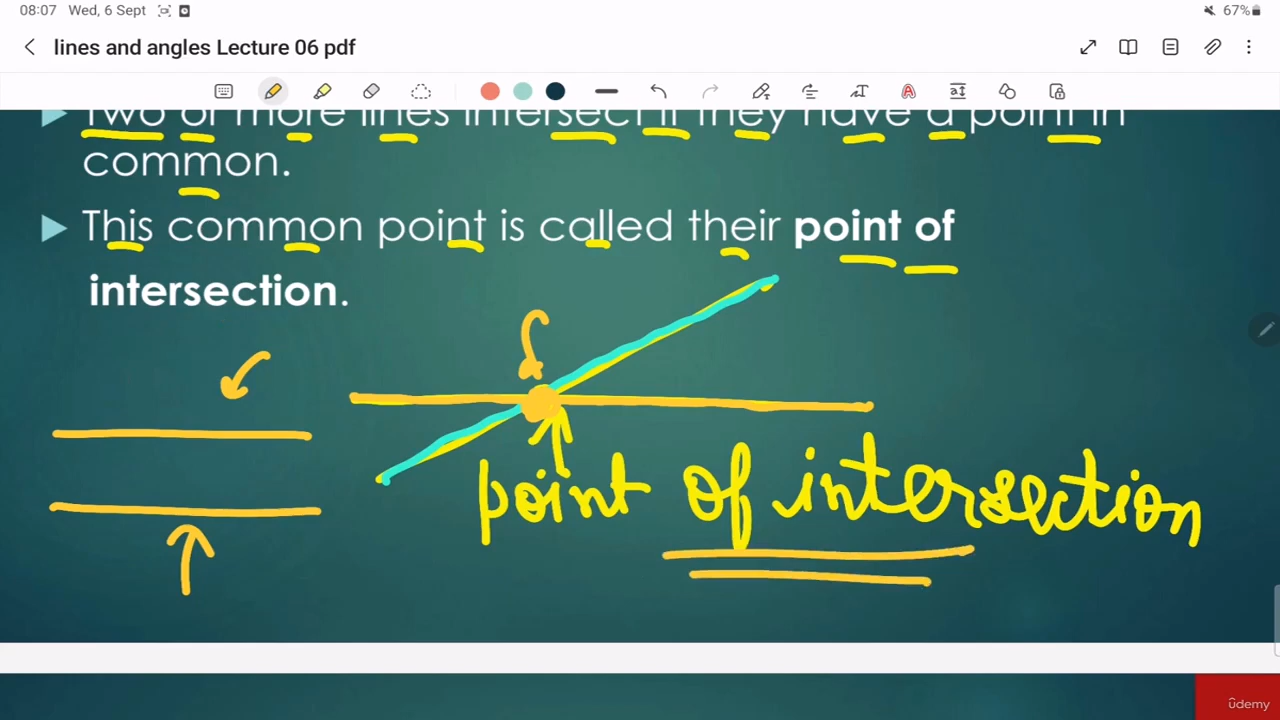 08:07 Wed, 6 Sept 67%
lines and angles Lecture 06 pdf
Two or more lines intersect if they have a point in
common.
This common point is called their point of
intersection.
point of intersection
ûdemy